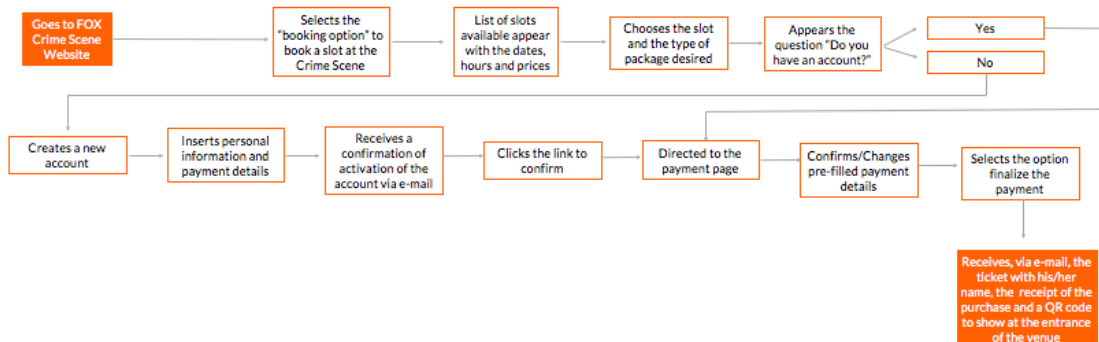 Goes to FOX
Crime Scene
Website
Selects the
"booking option" to
book a slot at the
Crime Scene
List of slots
available appear
with the dates,
hours and prices
Chooses the slot
and the type of
package desired
Appears the
question "Do you
have an account?"
Yes
No
Creates a new
account
Inserts personal
information and
payment details
Receives a
confirmation of
activation of the
account via e-mail
Clicks the link to
confirm
Directed to the
payment page
Confirms/Changes
pre-filled payment
details
Selects the option
finalize the
payment
Receives, via e-mail, the
ticket with his/her
name, the receipt of the
purchase and a QR code
to show at the entrance
of the venue